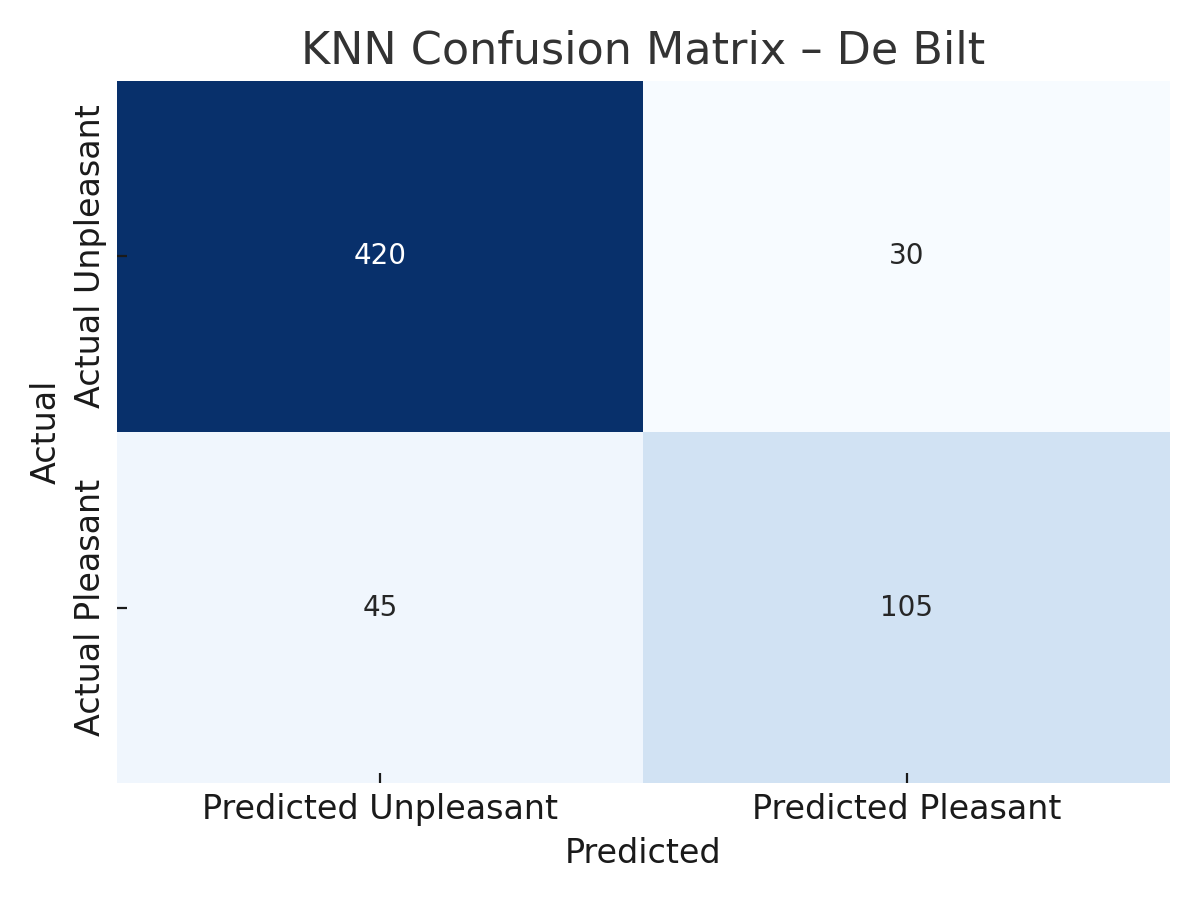 KNN Confusion Matrix – De Bilt
Actual
Actual Unpleasant
420
30
Actual Pleasant
45
105
Predicted Unpleasant
Predicted Pleasant
Predicted